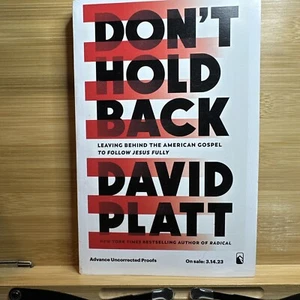 DON'T
HOLD
BACK
LEAVING BEHIND THE AMERICAN GOSPEL
TO FOLLOW JESUS FULLY
DAVID
PLATT
NEW YORK TIMES BESTSELLING AUTHOR OF RADICAL
Advance Uncorrected Proofs
On sale: 3.14.23